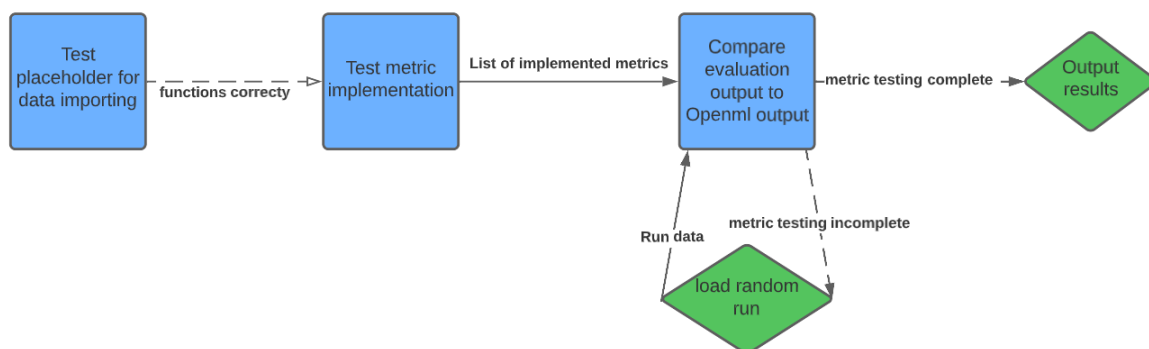 Test
placeholder for
data importing
functions correcty
Test metric
implementation
List of implemented metrics
Compare
evaluation
output to
Openml output
metric testing complete
Output
results
Run data
metric testing incomplete
load random
run